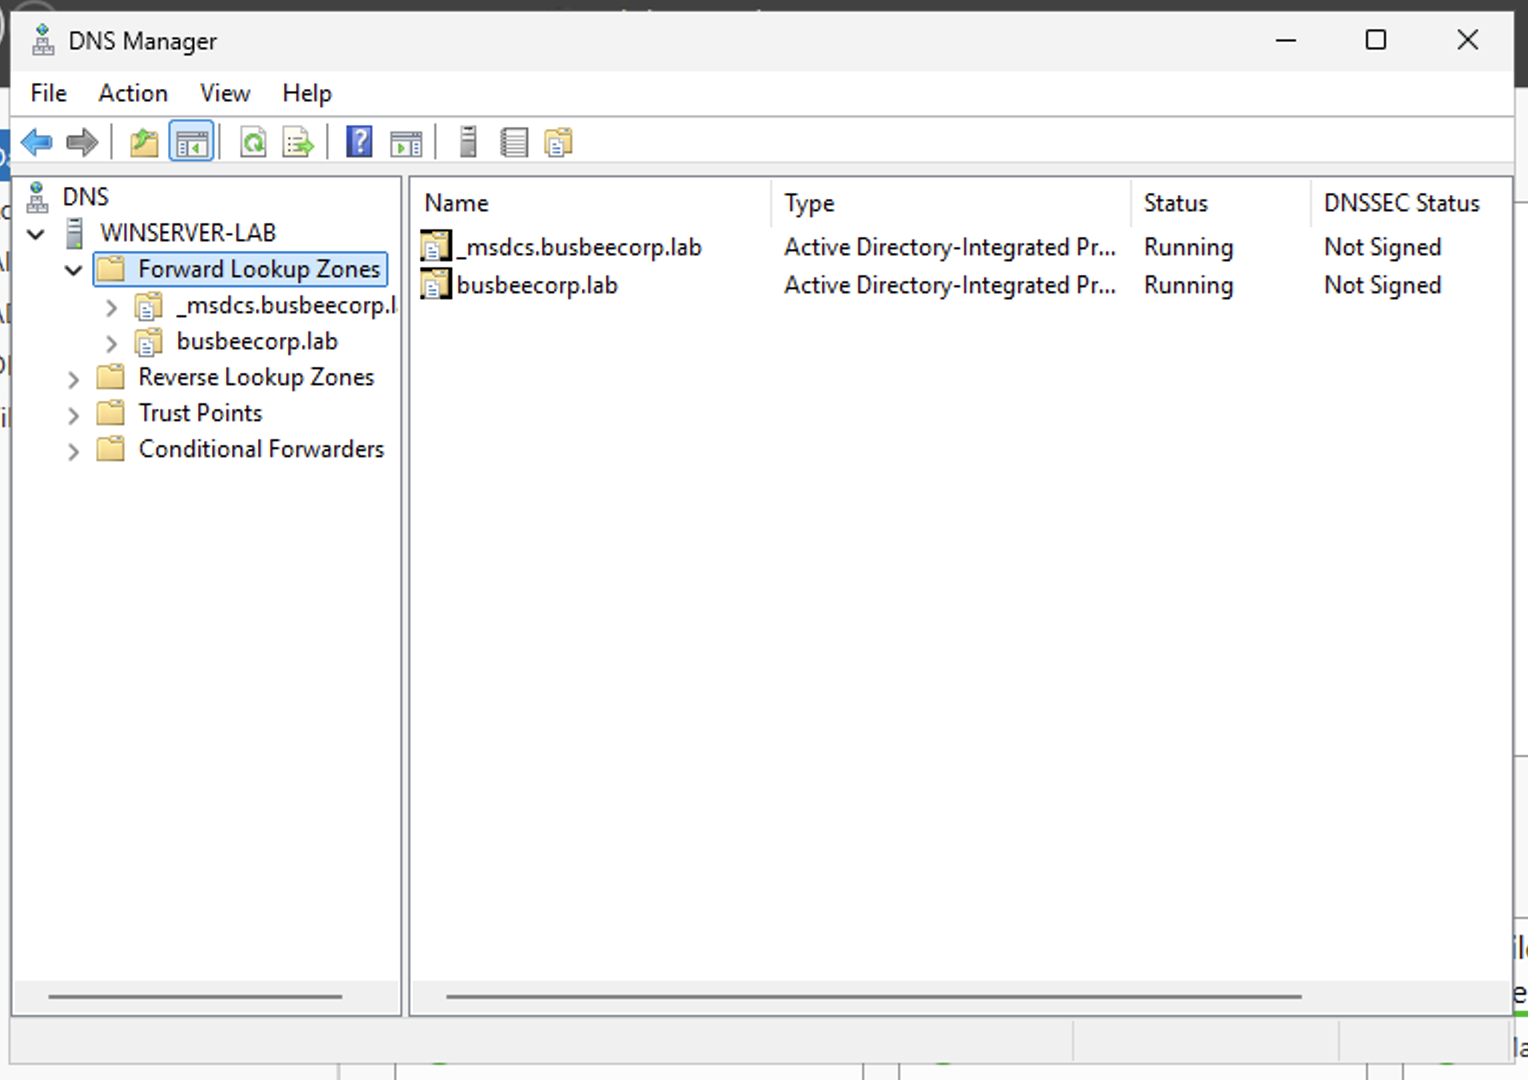 DNS Manager
File Action View Help
DNS
WINSERVER-LAB
Forward Lookup Zones
_msdcs.busbeecorp.l
busbeecorp.lab
Reverse Lookup Zones
Trust Points
Conditional Forwarders
Name Type Status DNSSEC Status
_msdcs.busbeecorp.lab Active Directory-Integrated Pr... Running Not Signed
busbeecorp.lab Active Directory-Integrated Pr... Running Not Signed